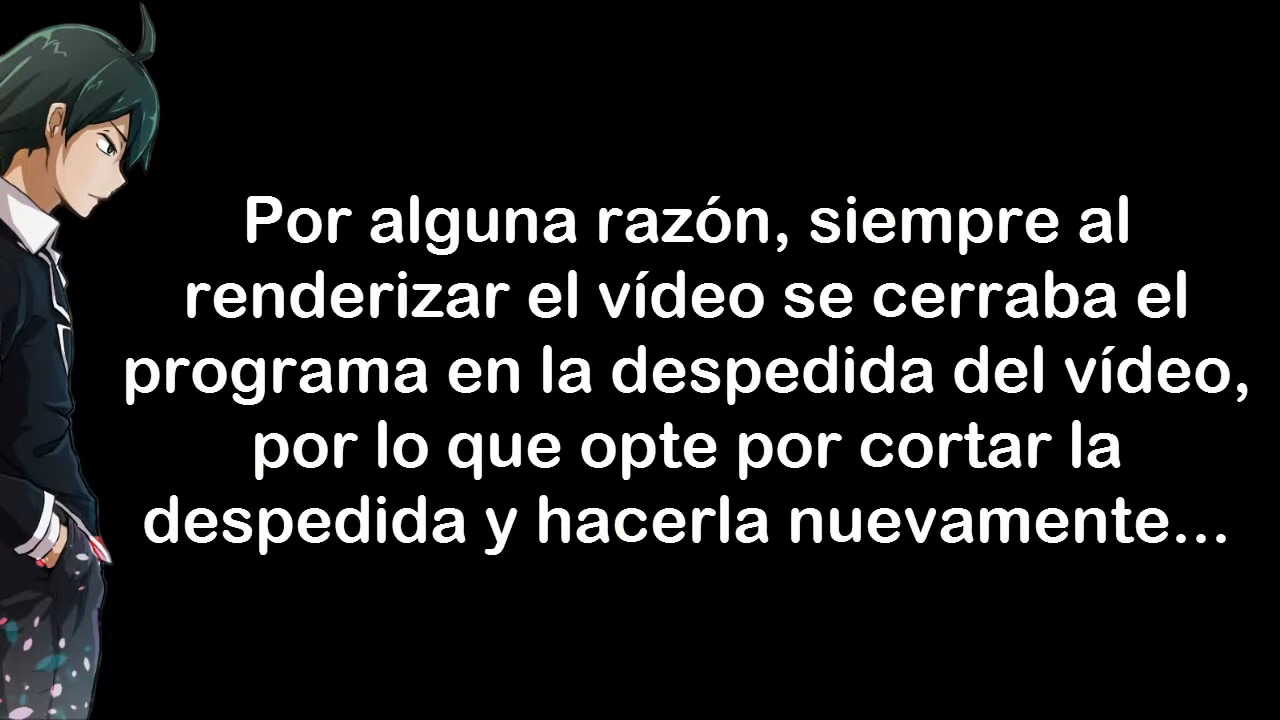 Por alguna razón, siempre al
renderizar el vídeo se cerraba el
programa en la despedida del vídeo,
por lo que opte por cortar la
despedida y hacerla nuevamente...